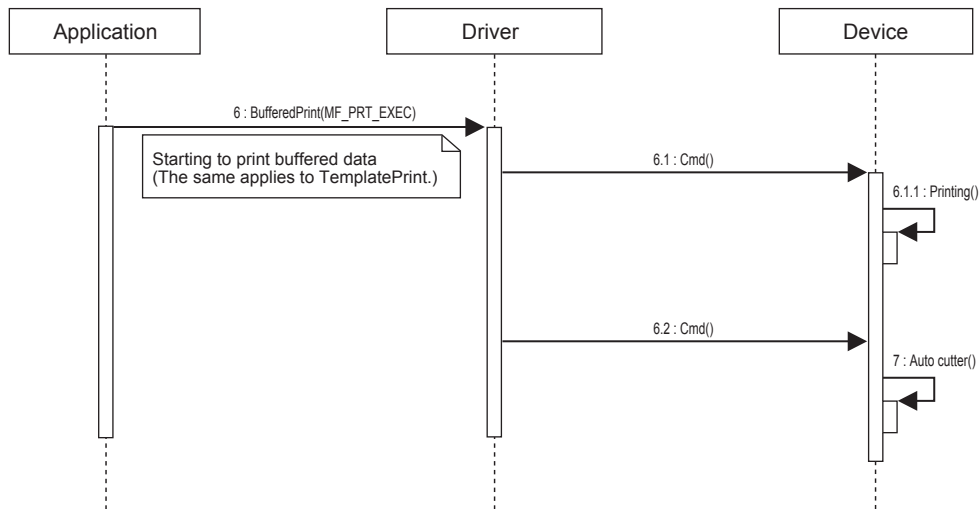 Application
Driver
Device
6 : BufferedPrint(MF_PRT_EXEC)
Starting to print buffered data
(The same applies to TemplatePrint.)
6.1 : Cmd()
6.1.1 : Printing()
6.2 : Cmd()
7 : Auto cutter()